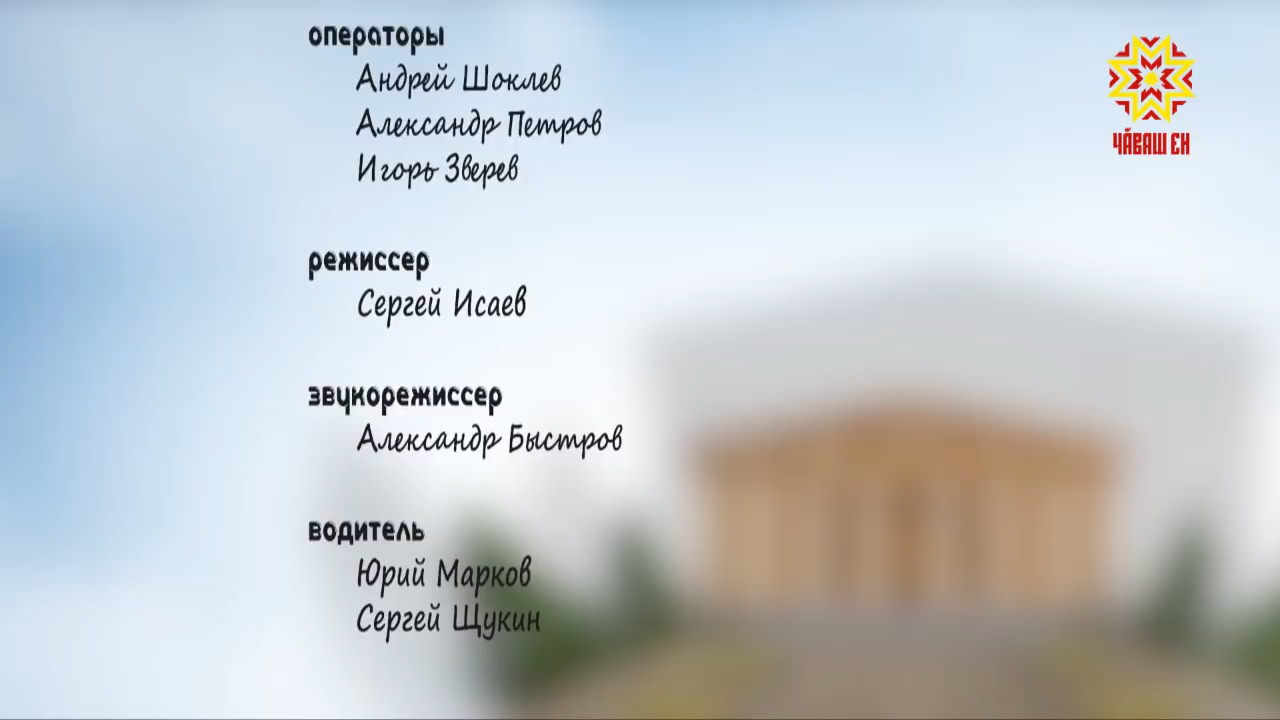 операторы
Андрей Шоклев
Александр Петров
Игорь Зверев
режиссер
Сергей Исаев
звукорежиссер
Александр Быстров
водитель
Юрий Марков
Сергей Щукин
ЧӐВАШ ЕН